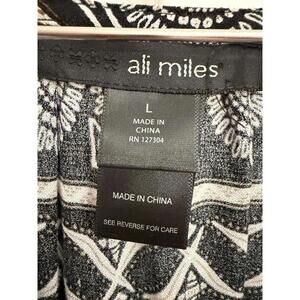 ali miles
L
MADE IN
CHINA
RN 127304
MADE IN CHINA
SEE REVERSE FOR CARE